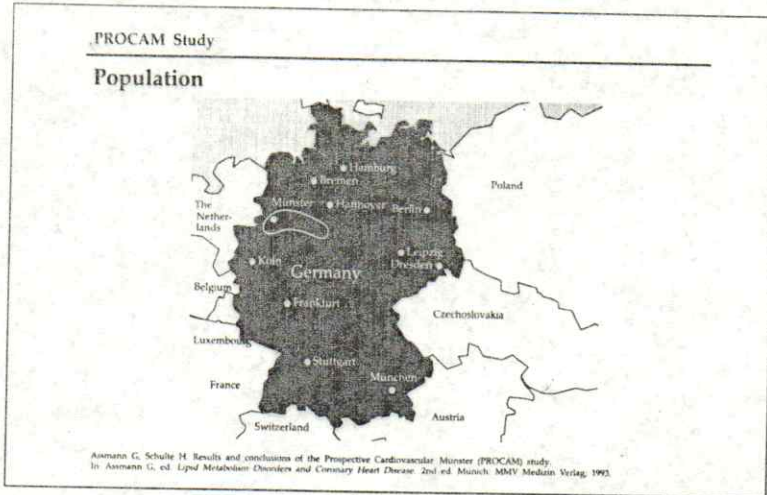 PROCAM Study
Population
Hamburg
Bremen
Poland
The
Nether-
lands
Münster
Hannover
Berlin
Köln
Leipzig
Dresden
Germany
Belgium
Frankfurt
Czechoslovakia
Luxembourg
Stuttgart
France
München
Austria
Switzerland
Assmann G, Schulte H. Results and conclusions of the Prospective Cardiovascular Münster (PROCAM) study.
In: Assmann G, ed. Lipid Metabolism Disorders and Coronary Heart Disease. 2nd ed. Munich: MMV Medizin Verlag, 1993.